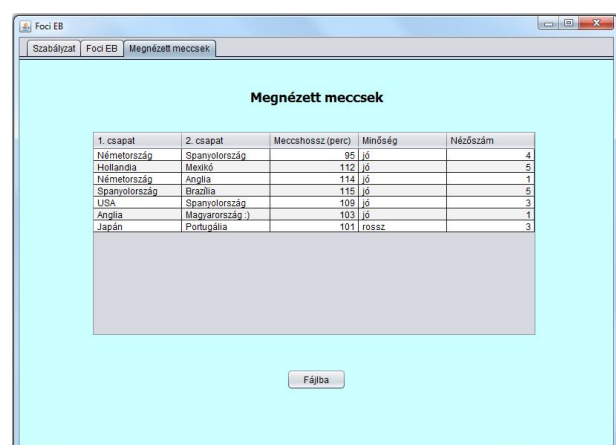 Foci EB
Szabályzat Foci EB Megnézett meccsek
Megnézett meccsek
1. csapat 2. csapat Meccshossz (perc) Minőség Nézőszám
Németország Spanyolország 95 jó 4
Hollandia Mexikó 112 jó 5
Németország Anglia 114 jó 1
Spanyolország Brazília 115 jó 5
USA Spanyolország 109 jó 3
Anglia Magyarország :) 103 jó 1
Japán Portugália 101 rossz 3
Fájlba